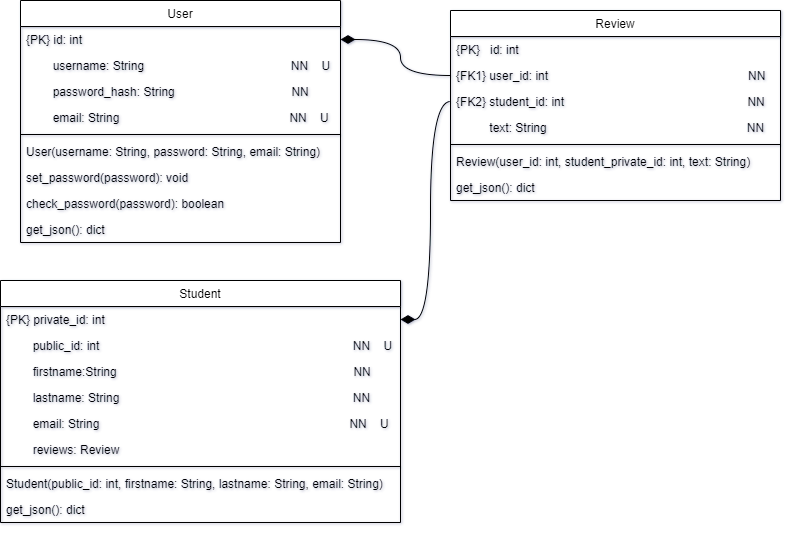 User
{PK} id: int
username: String NN U
password_hash: String NN
email: String NN U
User(username: String, password: String, email: String)
set_password(password): void
check_password(password): boolean
get_json(): dict
Review
{PK} id: int
{FK1} user_id: int NN
{FK2} student_id: int NN
text: String NN
Review(user_id: int, student_private_id: int, text: String)
get_json(): dict
Student
{PK} private_id: int
public_id: int NN U
firstname:String NN
lastname: String NN
email: String NN U
reviews: Review
Student(public_id: int, firstname: String, lastname: String, email: String)
get_json(): dict